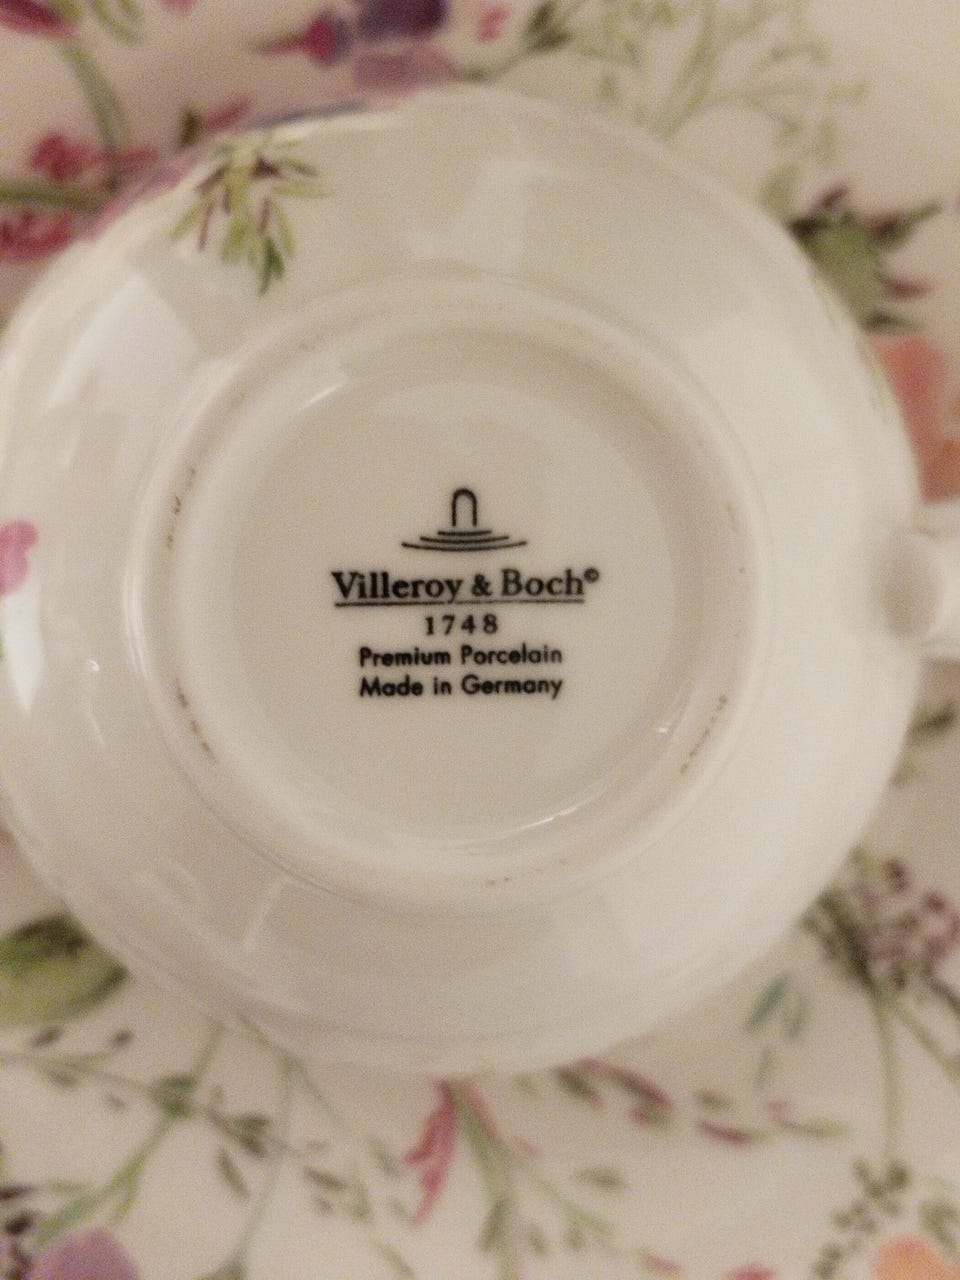 Villeroy & Boch©
1748
Premium Porcelain
Made in Germany